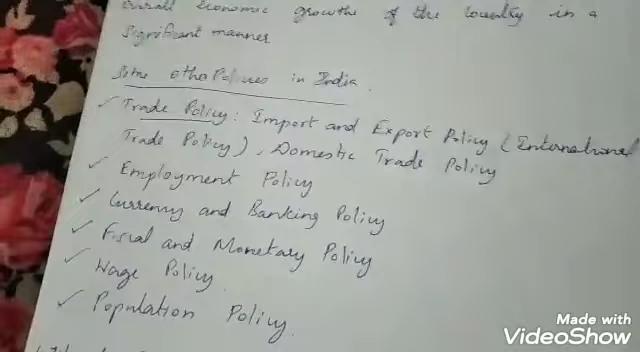 overall Economic growth of the country in a
significant manner
Some other Policies in India.
✓ Trade Policy: Import and Export Policy (International
Trade Policy), Domestic Trade Policy
✓ Employment Policy
✓ Currency and Banking Policy
✓ Fiscal and Monetary Policy
✓ Wage Policy.
✓ Population Policy.
Made with
VideoShow